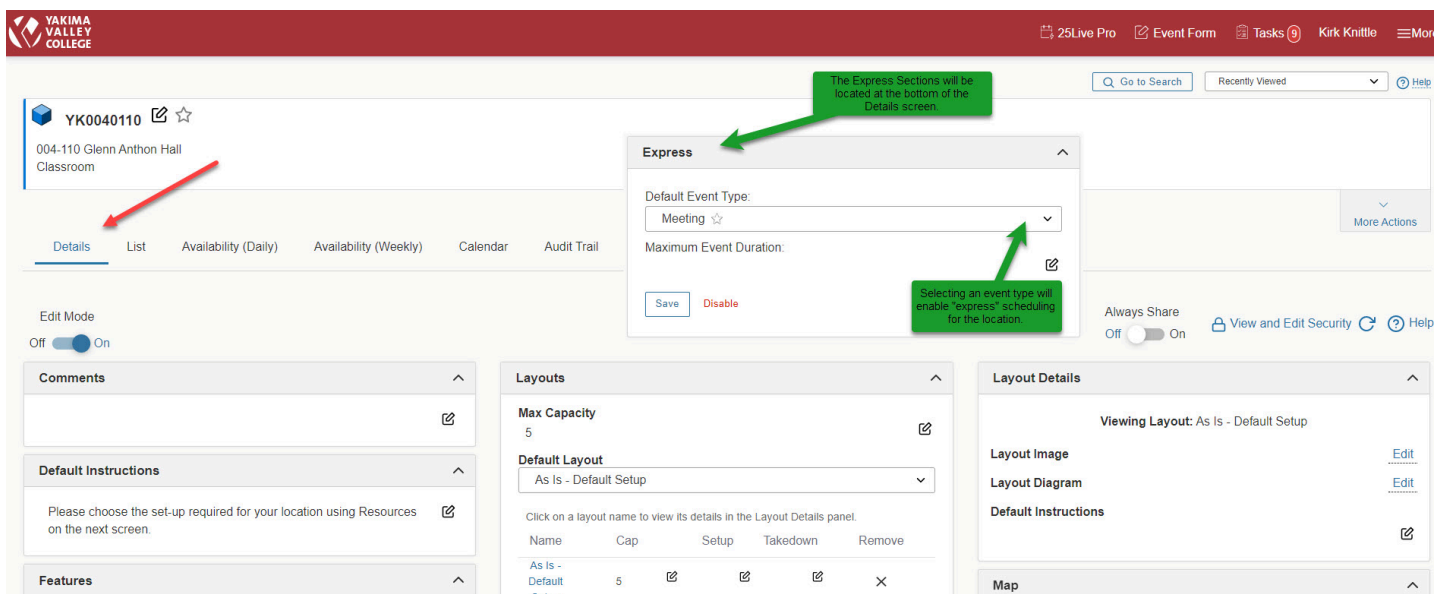 YAKIMA
VALLEY
COLLEGE
25Live Pro
Event Form
Tasks 9
Kirk Knittle
More
Go to Search
Recently Viewed
Help
The Express Sections will be
located at the bottom of the
Details screen.
YK0040110
004-110 Glenn Anthon Hall
Classroom
Express
Default Event Type:
Meeting
Maximum Event Duration:
Save
Disable
Selecting an event type will
enable "express" scheduling
for the location.
More Actions
Details
List
Availability (Daily)
Availability (Weekly)
Calendar
Audit Trail
Edit Mode
Off On
Always Share
Off On
View and Edit Security
Help
Comments
Default Instructions
Please choose the set-up required for your location using Resources
on the next screen.
Features
Layouts
Max Capacity
5
Default Layout
As Is - Default Setup
Click on a layout name to view its details in the Layout Details panel.
Name Cap Setup Takedown Remove
As Is -
Default 5
Layout Details
Viewing Layout: As Is - Default Setup
Layout Image Edit
Layout Diagram Edit
Default Instructions
Map